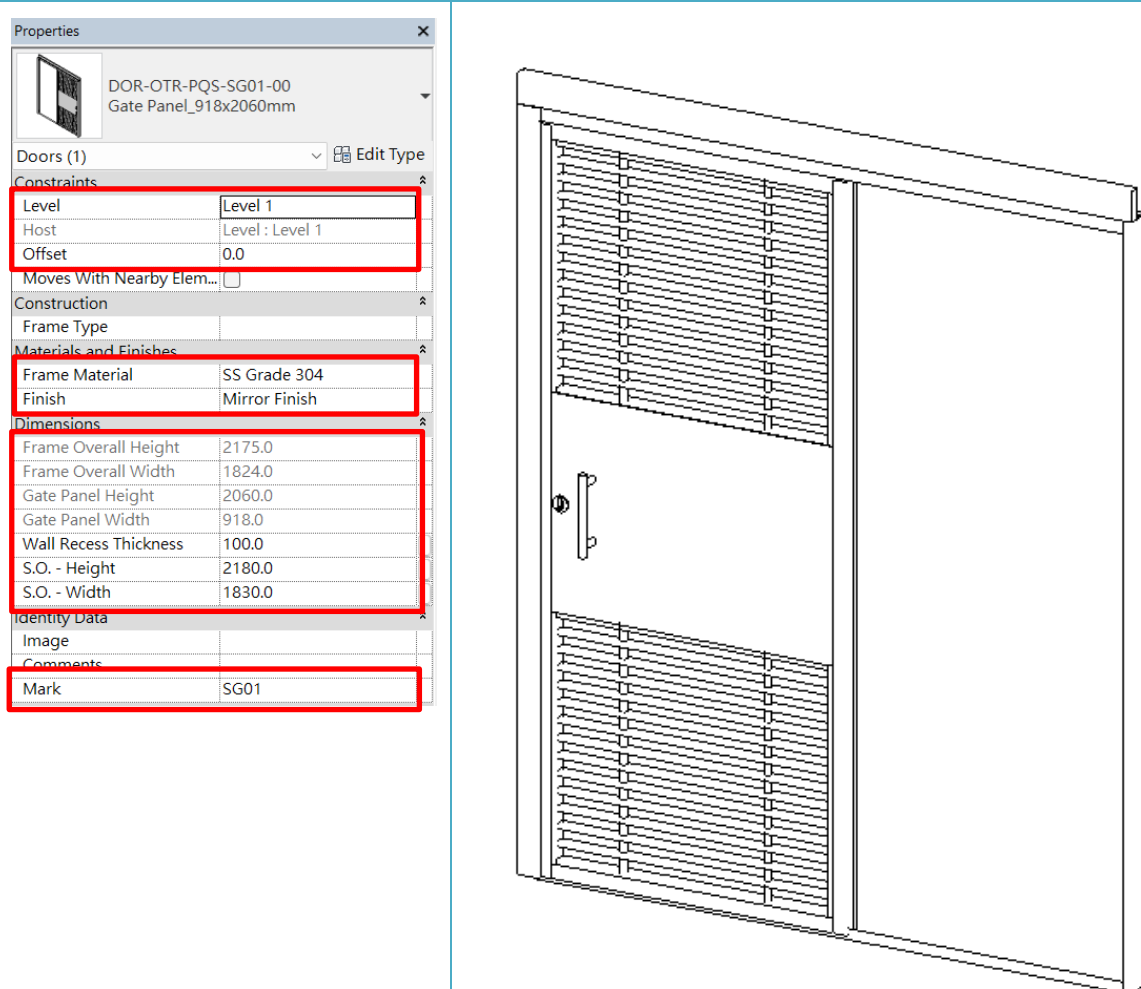 Properties
DOR-OTR-PQS-SG01-00
Gate Panel_918x2060mm
Doors (1) Edit Type
Constraints
Level Level 1
Host Level : Level 1
Offset 0.0
Moves With Nearby Elem...
Construction
Frame Type
Materials and Finishes
Frame Material SS Grade 304
Finish Mirror Finish
Dimensions
Frame Overall Height 2175.0
Frame Overall Width 1824.0
Gate Panel Height 2060.0
Gate Panel Width 918.0
Wall Recess Thickness 100.0
S.O. - Height 2180.0
S.O. - Width 1830.0
Identity Data
Image
Comments
Mark SG01